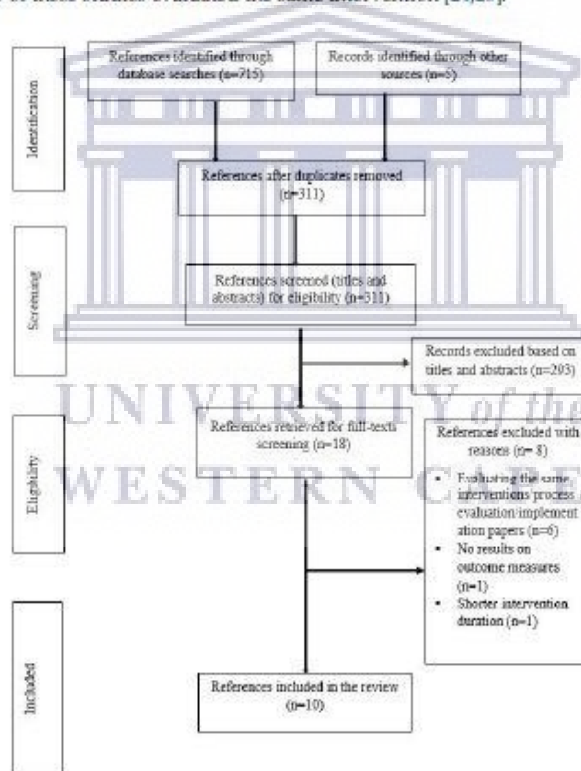 of these studies evaluated the same intervention [24,25].
Identification
References identified through
database searches (n=715)
Records identified through other
sources (n=5)
References after duplicates removed
(n=311)
Screening
References screened (titles and
abstracts) for eligibility (n=311)
Records excluded based on
titles and abstracts (n=293)
UNIVERSITY of the
WESTERN CAPE
Eligibility
References retrieved for full-texts
screening (n=18)
References excluded with
reasons (n= 8)
▪ Evaluating the same
interventions process
evaluation/implement
ation papers (n=6)
▪ No results on
outcome measures
(n=1)
▪ Shorter intervention
duration (n=1)
Included
References included in the review
(n=10)